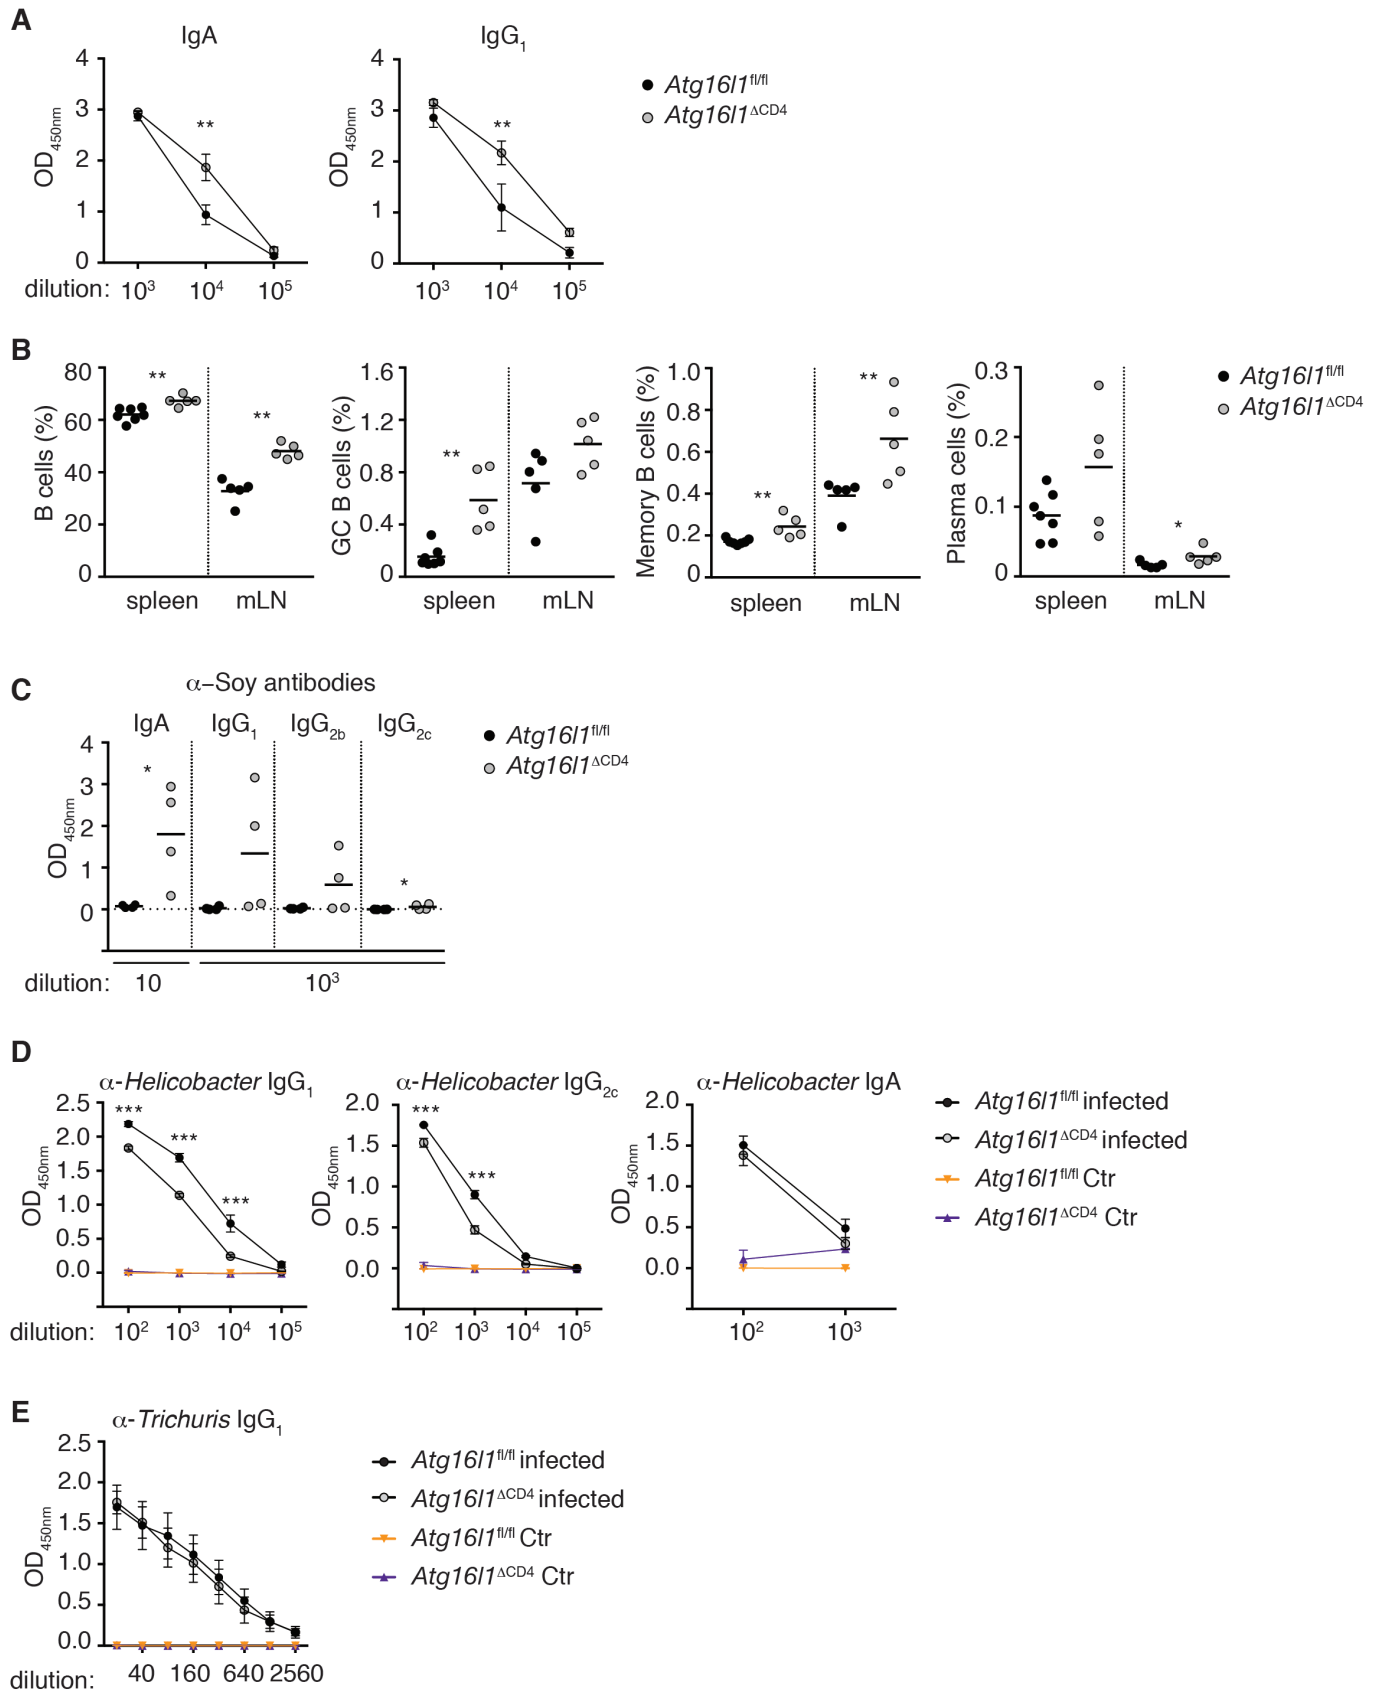 A
IgA
IgG1
4
3
2
1
0
OD450nm
**
4
3
2
1
0
OD450nm
**
Atg16l1fl/fl
Atg16l1ΔCD4
dilution: 10³ 10⁴ 10⁵
10³ 10⁴ 10⁵
B
80
60
40
20
0
B cells (%)
**
**
spleen mLN
1.6
1.2
0.8
0.4
0
GC B cells (%)
**
spleen mLN
1.0
0.8
0.6
0.4
0.2
0
Memory B cells (%)
**
**
spleen mLN
0.3
0.2
0.1
0
Plasma cells (%)
*
spleen mLN
Atg16l1fl/fl
Atg16l1ΔCD4
C
α–Soy antibodies
IgA IgG1 IgG2b IgG2c
4
3
2
1
0
OD450nm
*
*
Atg16l1fl/fl
Atg16l1ΔCD4
dilution: 10 10³
D
α-Helicobacter IgG1
2.5
2.0
1.5
1.0
0.5
0.0
OD450nm
***
***
***
dilution: 10² 10³ 10⁴ 10⁵
α-Helicobacter IgG2c
2.0
1.5
1.0
0.5
0.0
OD450nm
***
***
10² 10³ 10⁴ 10⁵
α-Helicobacter IgA
2.0
1.5
1.0
0.5
0.0
OD450nm
10² 10³
Atg16l1fl/fl infected
Atg16l1ΔCD4 infected
Atg16l1fl/fl Ctr
Atg16l1ΔCD4 Ctr
E
α-Trichuris IgG1
2.5
2.0
1.5
1.0
0.5
0.0
OD450nm
Atg16l1fl/fl infected
Atg16l1ΔCD4 infected
Atg16l1fl/fl Ctr
Atg16l1ΔCD4 Ctr
dilution: 40 160 640 2560